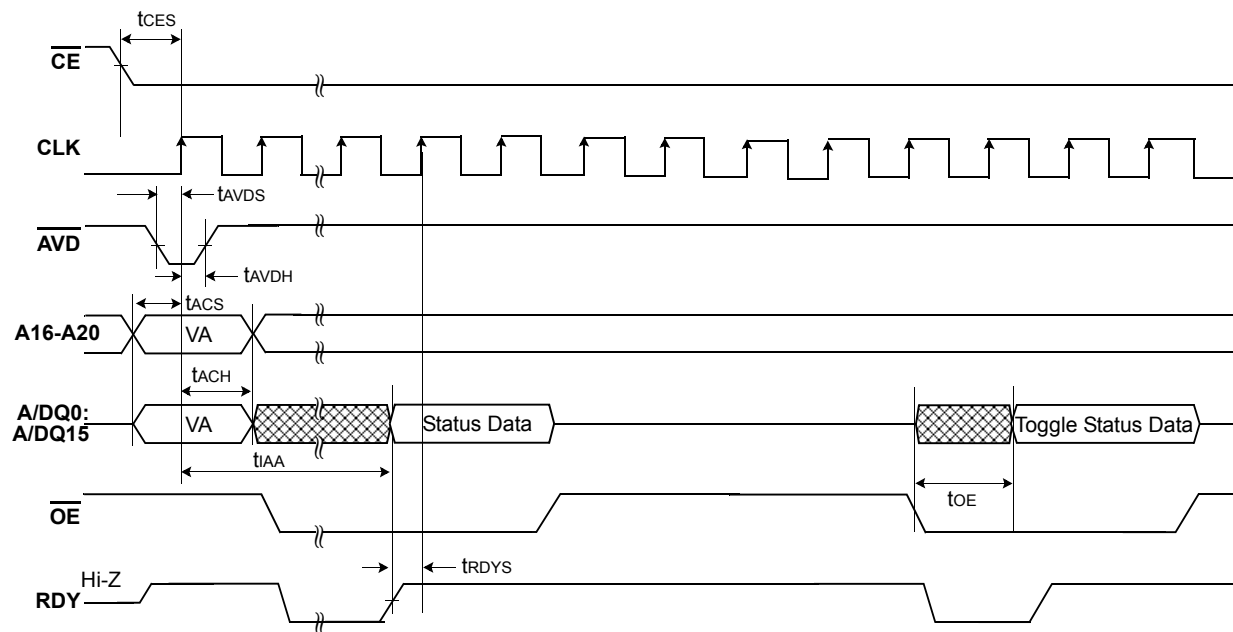 tCES
CE
CLK
tAVDS
AVD
tAVDH
tACS
A16-A20
VA
tACH
A/DQ0:
A/DQ15
VA
Status Data
Toggle Status Data
tIAA
OE
tOE
tRDYS
Hi-Z
RDY